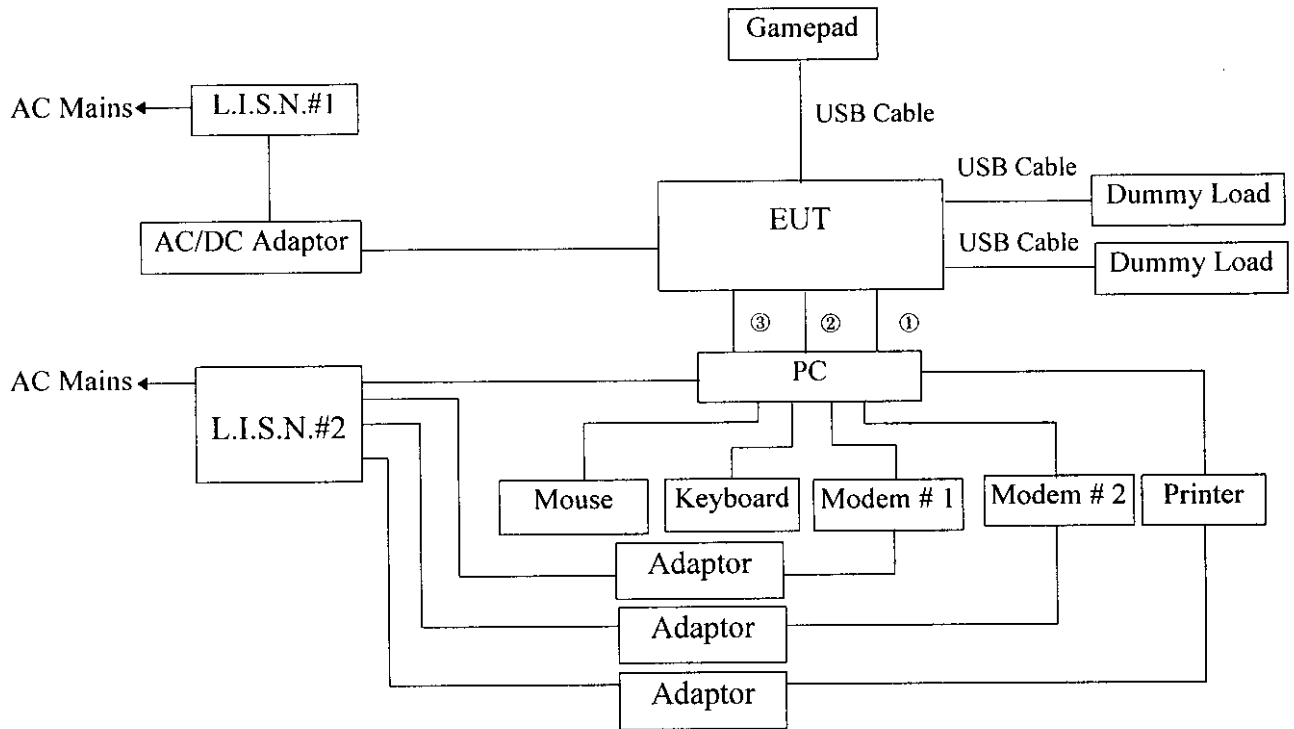 Gamepad
AC Mains
L.I.S.N.#1
USB Cable
USB Cable
EUT
Dummy Load
AC/DC Adaptor
USB Cable
Dummy Load
③ ② ①
AC Mains
PC
L.I.S.N.#2
Mouse
Keyboard
Modem # 1
Modem # 2
Printer
Adaptor
Adaptor
Adaptor